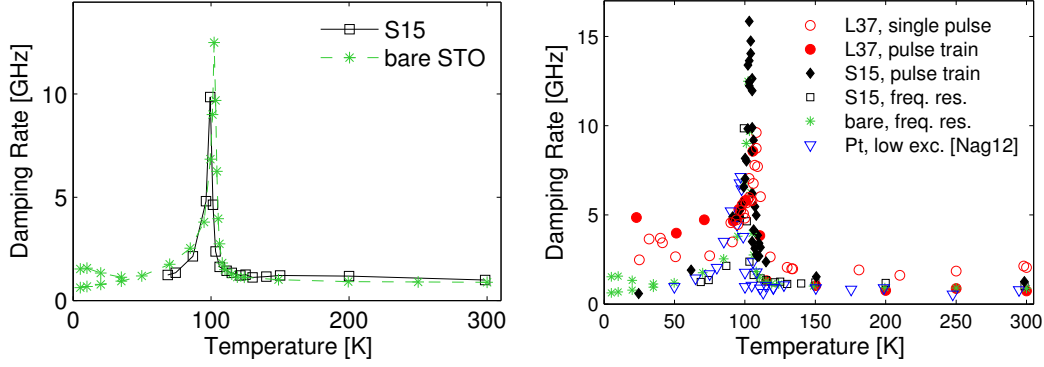 S15
bare STO
10
5
1
0
100
200
300
Temperature [K]
Damping Rate [GHz]
L37, single pulse
L37, pulse train
S15, pulse train
S15, freq. res.
bare, freq. res.
Pt, low exc. [Nag12]
15
10
5
0
0
50
100
150
200
250
300
Temperature [K]
Damping Rate [GHz]